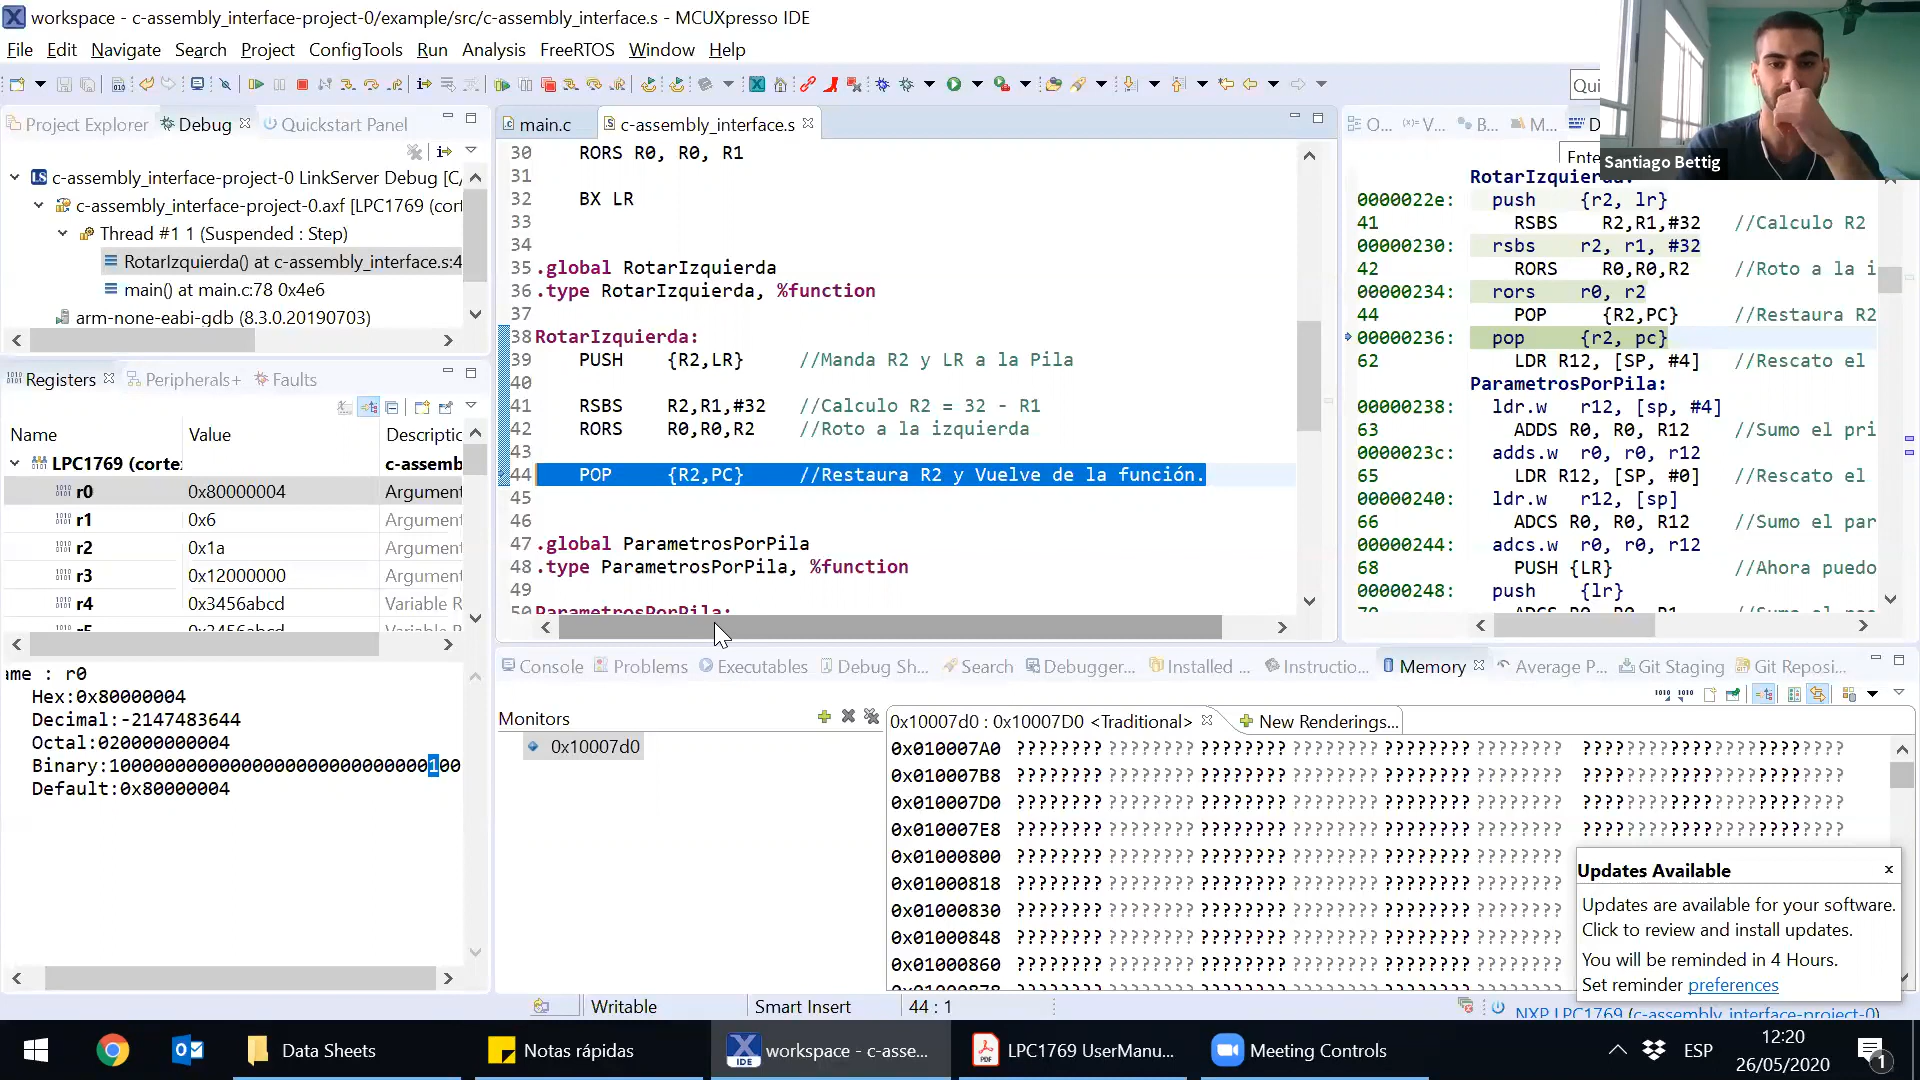 workspace - c-assembly_interface-project-0/example/src/c-assembly_interface.s - MCUXpresso IDE
File Edit Navigate Search Project ConfigTools Run Analysis FreeRTOS Window Help
Qui
Santiago Bettig
Project Explorer Debug Quickstart Panel
c-assembly_interface-project-0 LinkServer Debug [C/
c-assembly_interface-project-0.axf [LPC1769 (cort
Thread #1 1 (Suspended : Step)
RotarIzquierda() at c-assembly_interface.s:4
main() at main.c:78 0x4e6
arm-none-eabi-gdb (8.3.0.20190703)
Registers Peripherals+ Faults
Name Value Descriptic
LPC1769 (corte: c-assemb
r0 0x80000004 Argument
r1 0x6 Argument
r2 0x1a Argument
r3 0x12000000 Argument
r4 0x3456abcd Variable R
r5 0x3456abcd Variable R
ame : r0
Hex:0x80000004
Decimal:-2147483644
Octal:020000000004
Binary:10000000000000000000000000000100
Default:0x80000004
main.c c-assembly_interface.s
30 RORS R0, R0, R1
31
32 BX LR
33
34
35 .global RotarIzquierda
36 .type RotarIzquierda, %function
37
38 RotarIzquierda:
39 PUSH {R2,LR} //Manda R2 y LR a la Pila
40
41 RSBS R2,R1,#32 //Calculo R2 = 32 - R1
42 RORS R0,R0,R2 //Roto a la izquierda
43
44 POP {R2,PC} //Restaura R2 y Vuelve de la función.
45
46
47 .global ParametrosPorPila
48 .type ParametrosPorPila, %function
49
50 ParametrosPorPila:
O... V... B... M... D
Ente
RotarIzquierda:
0000022e: push {r2, lr}
41 RSBS R2,R1,#32 //Calculo R2
00000230: rsbs r2, r1, #32
42 RORS R0,R0,R2 //Roto a la i
00000234: rors r0, r2
44 POP {R2,PC} //Restaura R2
00000236: pop {r2, pc}
62 LDR R12, [SP, #4] //Rescato el
ParametrosPorPila:
00000238: ldr.w r12, [sp, #4]
63 ADDS R0, R0, R12 //Sumo el pri
0000023c: adds.w r0, r0, r12
65 LDR R12, [SP, #0] //Rescato el
00000240: ldr.w r12, [sp]
66 ADCS R0, R0, R12 //Sumo el par
00000244: adcs.w r0, r0, r12
68 PUSH {LR} //Ahora puedo
00000248: push {lr}
Console Problems Executables Debug Sh... Search Debugger... Installed ... Instructio... Memory Average P... Git Staging Git Reposi...
Monitors
0x10007d0
0x10007d0 : 0x10007D0 <Traditional> New Renderings...
0x010007A0 ???????? ???????? ???????? ???????? ???????? ???????? ???????????????????????? 
0x010007B8 ???????? ???????? ???????? ???????? ???????? ???????? ????????????????????????
0x010007D0 ???????? ???????? ???????? ???????? ???????? ???????? ????????????????????????
0x010007E8 ???????? ???????? ???????? ???????? ???????? ???????? ????????????????????????
0x01000800 ???????? ???????? ???????? ???????? ???????? ????????
0x01000818 ???????? ???????? ???????? ???????? ???????? ????????
0x01000830 ???????? ???????? ???????? ???????? ???????? ????????
0x01000848 ???????? ???????? ???????? ???????? ???????? ????????
0x01000860 ???????? ???????? ???????? ???????? ???????? ????????
Updates Available
Updates are available for your software.
Click to review and install updates.
You will be reminded in 4 Hours.
Set reminder preferences
Writable Smart Insert 44 : 1
NXP LPC1769 (c-assembly_interface-project-0)
Data Sheets Notas rápidas workspace - c-asse... LPC1769 UserManu... Meeting Controls ESP
12:20
26/05/2020
1